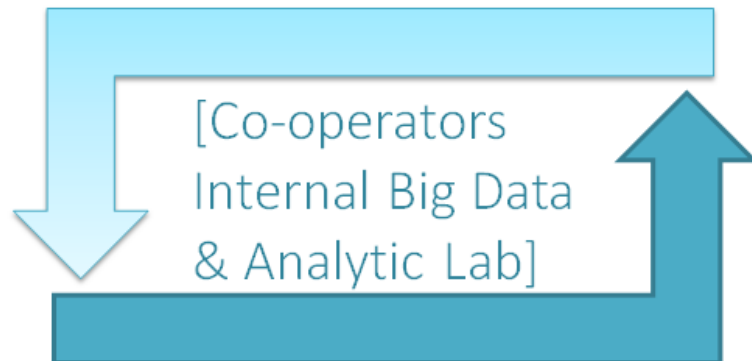 [Co-operators
Internal Big Data
& Analytic Lab]